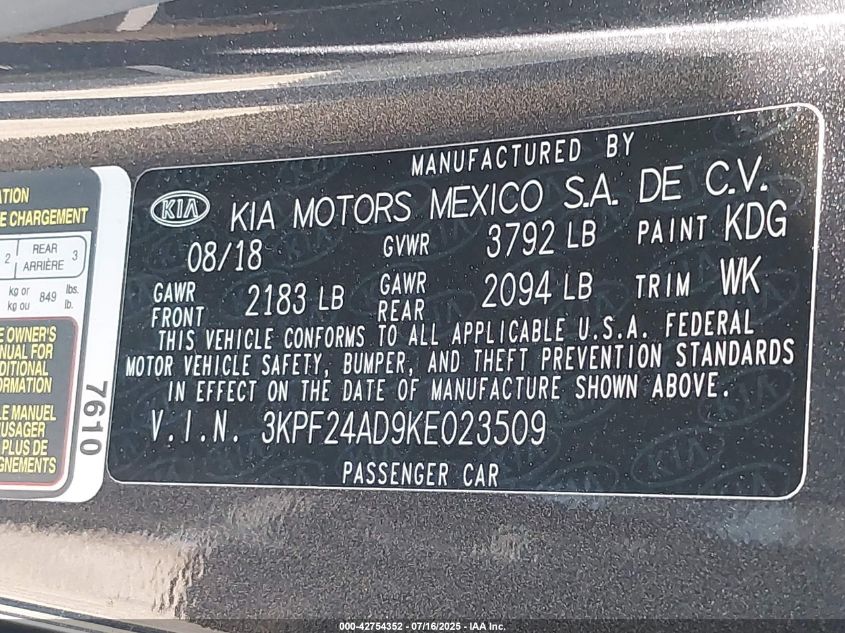 MANUFACTURED BY
KIA KIA MOTORS MEXICO S.A. DE C.V.
08/18 GVWR 3792 LB PAINT KDG
GAWR FRONT 2183 LB GAWR REAR 2094 LB TRIM WK
THIS VEHICLE CONFORMS TO ALL APPLICABLE U.S.A. FEDERAL
MOTOR VEHICLE SAFETY, BUMPER, AND THEFT PREVENTION STANDARDS
IN EFFECT ON THE DATE OF MANUFACTURE SHOWN ABOVE.
V.I.N. 3KPF24AD9KE023509
PASSENGER CAR
ATION
E CHARGEMENT
2 REAR ARRIÈRE 3
kg or kg ou 849 lbs. lb.
E OWNER'S
NUAL FOR
DITIONAL
ORMATION
LE MANUEL
USAGER
PLUS DE
GNEMENTS
7610
000-42754352 - 07/16/2025 - IAA Inc.